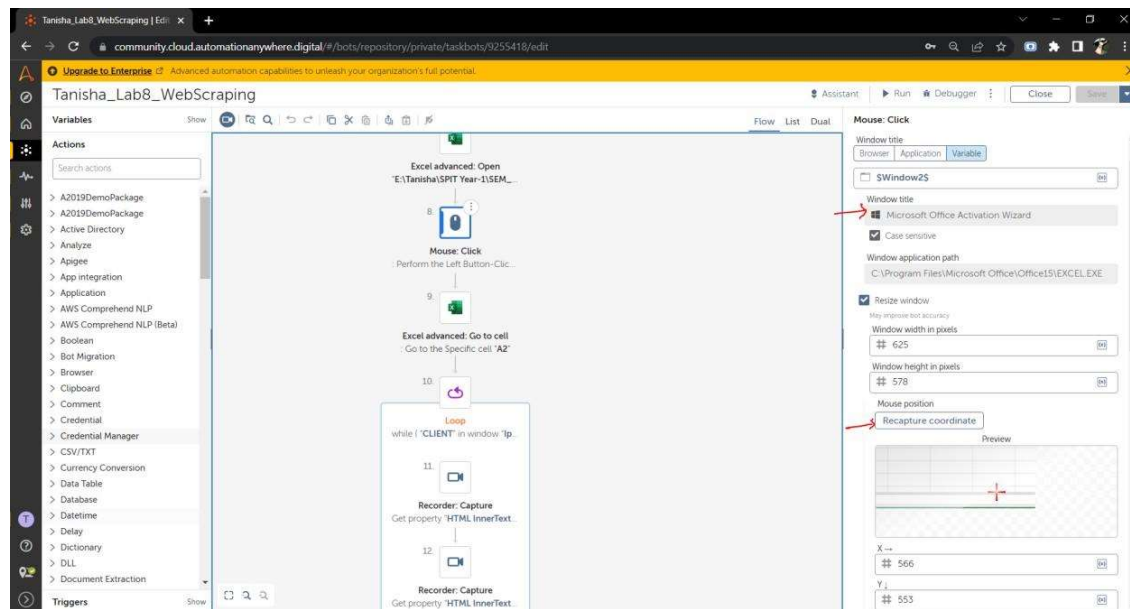 Tanisha_Lab8_WebScraping | Edit
community.cloud.automationanywhere.digital/#/bots/repository/private/taskbots/9255418/edit
Upgrade to Enterprise Advanced automation capabilities to unleash your organization's full potential.
Tanisha_Lab8_WebScraping
Assistant Run Debugger Close Save
Variables Show
Flow List Dual
Actions
Search actions
A2019DemoPackage
A2019DemoPackage
Active Directory
Analyze
Apigee
App integration
Application
AWS Comprehend NLP
AWS Comprehend NLP (Beta)
Boolean
Bot Migration
Browser
Clipboard
Comment
Credential
Credential Manager
CSV/TXT
Currency Conversion
Data Table
Database
Datetime
Delay
Dictionary
DLL
Document Extraction
Triggers Show
T
Excel advanced: Open
"E:\Tanisha\SPIT Year-1\SEM_...
8.
Mouse: Click
Perform the Left Button-Clic...
9.
Excel advanced: Go to cell
: Go to the Specific cell "A2"
10.
Loop
while ( "CLIENT" in window "Ip...
11.
Recorder: Capture
Get property "HTML InnerText...
12.
Recorder: Capture
Get property "HTML InnerText...
Mouse: Click
Window title
Browser Application Variable
$Window2$
Window title
Microsoft Office Activation Wizard
Case sensitive
Window application path
C:\Program Files\Microsoft Office\Office15\EXCEL.EXE
Resize window
May improve bot accuracy
Window width in pixels
# 625
Window height in pixels
# 578
Mouse position
Recapture coordinate
Preview
X →
# 566
Y ↓
# 553